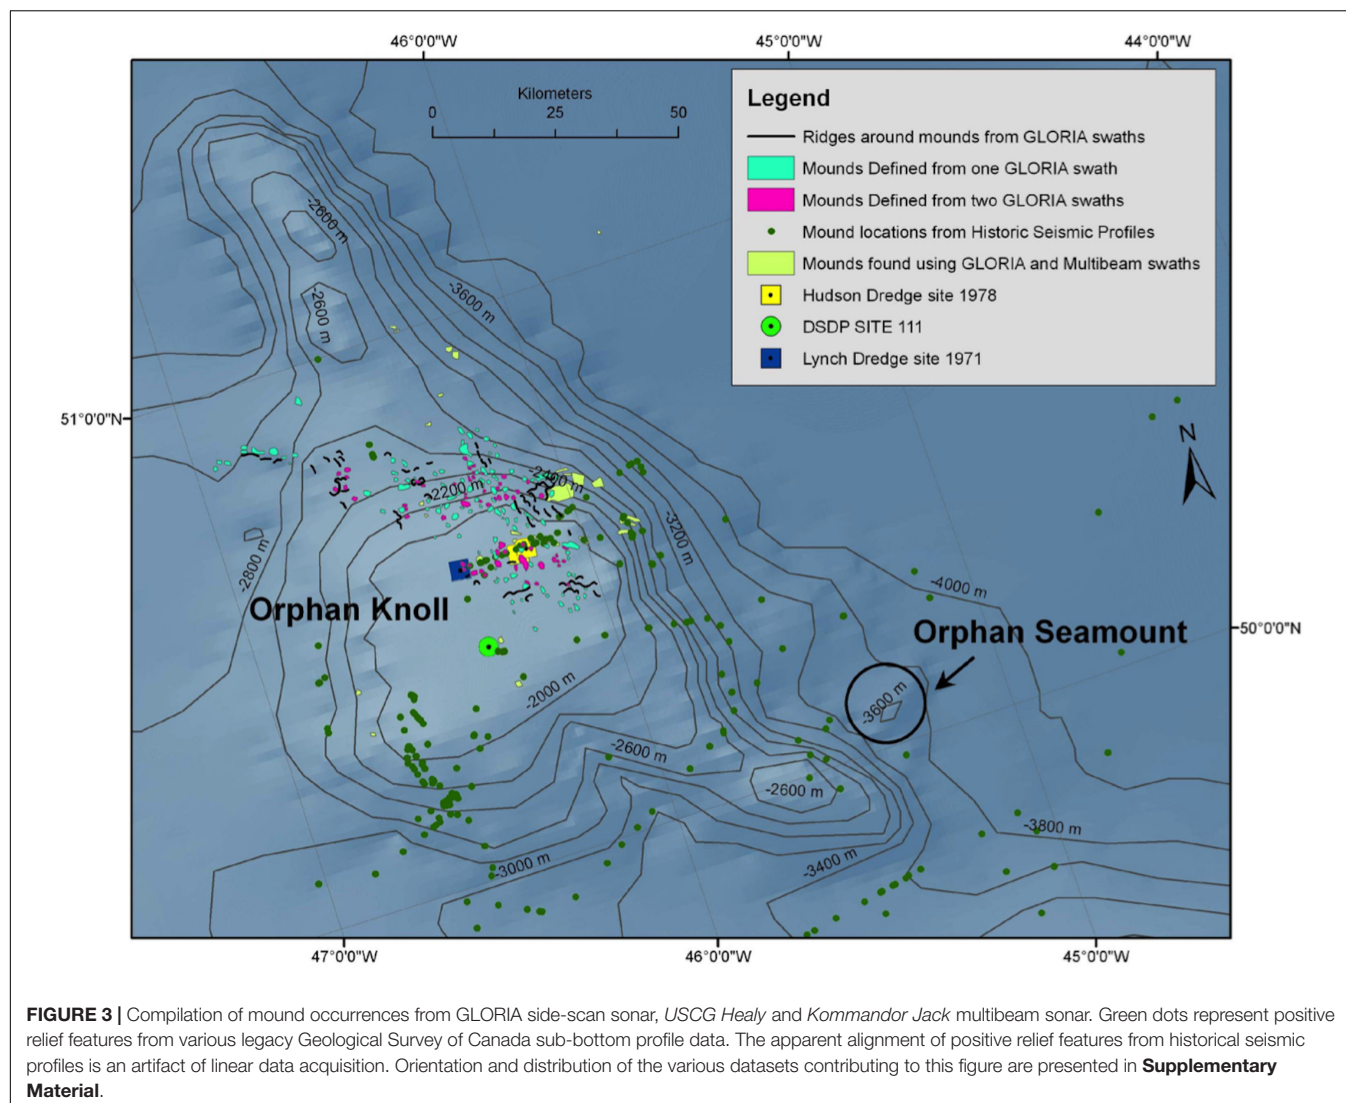 46°0'0"W
45°0'0"W
44°0'0"W
Kilometers
0
25
50
Legend
Ridges around mounds from GLORIA swaths
Mounds Defined from one GLORIA swath
Mounds Defined from two GLORIA swaths
Mound locations from Historic Seismic Profiles
Mounds found using GLORIA and Multibeam swaths
Hudson Dredge site 1978
DSDP SITE 111
Lynch Dredge site 1971
-2600 m
-2600 m
-3600 m
51°0'0"N
N
-2400 m
-2200 m
-3200 m
-2800 m
-4000 m
Orphan Knoll
Orphan Seamount
50°0'0"N
-2000 m
-3600 m
-2600 m
-2600 m
-3800 m
-3000 m
-3400 m
47°0'0"W
46°0'0"W
45°0'0"W
FIGURE 3 | Compilation of mound occurrences from GLORIA side-scan sonar, USCG Healy and Kommandor Jack multibeam sonar. Green dots represent positive
relief features from various legacy Geological Survey of Canada sub-bottom profile data. The apparent alignment of positive relief features from historical seismic
profiles is an artifact of linear data acquisition. Orientation and distribution of the various datasets contributing to this figure are presented in Supplementary
Material.